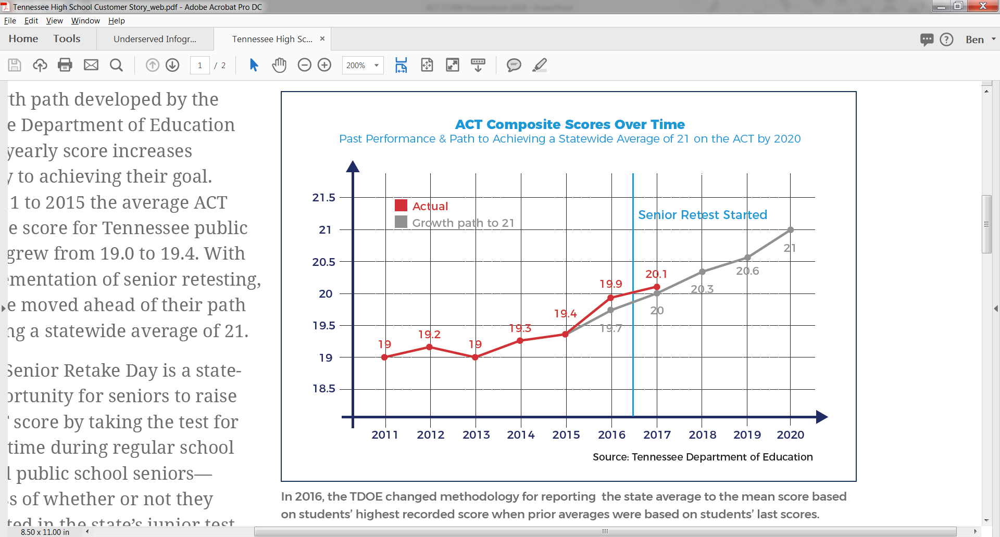 Tennessee High School Customer Story_web.pdf - Adobe Acrobat Pro DC
File Edit View Window Help
Home Tools Underserved Infogr... Tennessee High Sc... × Ben
1 / 2 200%
th path developed by the
e Department of Education
yearly score increases
y to achieving their goal.
1 to 2015 the average ACT
e score for Tennessee public
grew from 19.0 to 19.4. With
ementation of senior retesting,
e moved ahead of their path
ng a statewide average of 21.
Senior Retake Day is a state-
ortunity for seniors to raise
score by taking the test for
time during regular school
l public school seniors—
s of whether or not they
ted in the state’s junior test
ACT Composite Scores Over Time
Past Performance & Path to Achieving a Statewide Average of 21 on the ACT by 2020
21.5
21
20.5
20
19.5
19
18.5
Actual
Growth path to 21
Senior Retest Started
19
19.2
19
19.3
19.4
19.9
20.1
19.7
20
20.3
20.6
21
2011 2012 2013 2014 2015 2016 2017 2018 2019 2020
Source: Tennessee Department of Education
In 2016, the TDOE changed methodology for reporting the state average to the mean score based
on students’ highest recorded score when prior averages were based on students’ last scores.
8.50 x 11.00 in